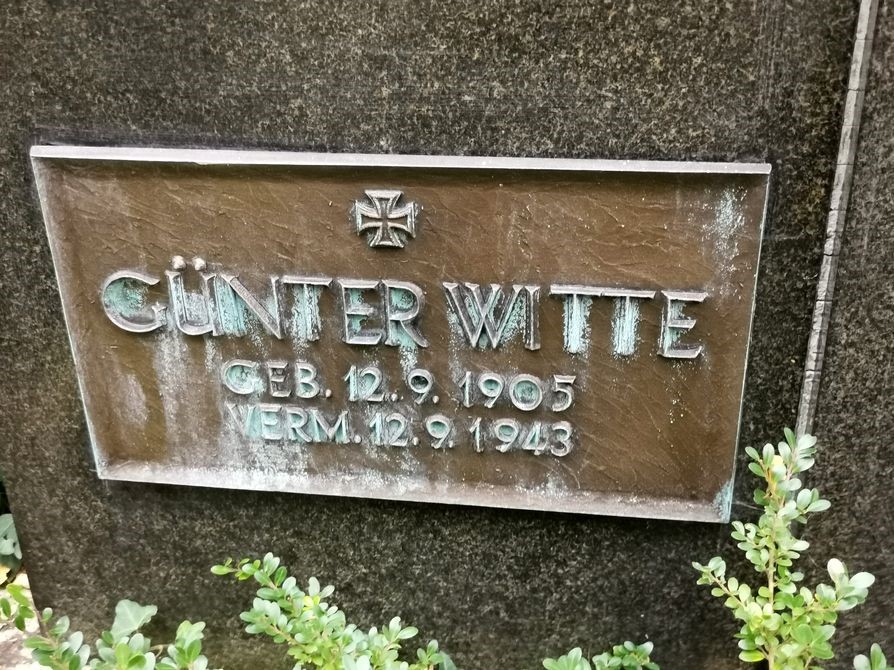 GÜNTER WITTE
GEB. 12. 9. 1905
VERM. 12. 9. 1943